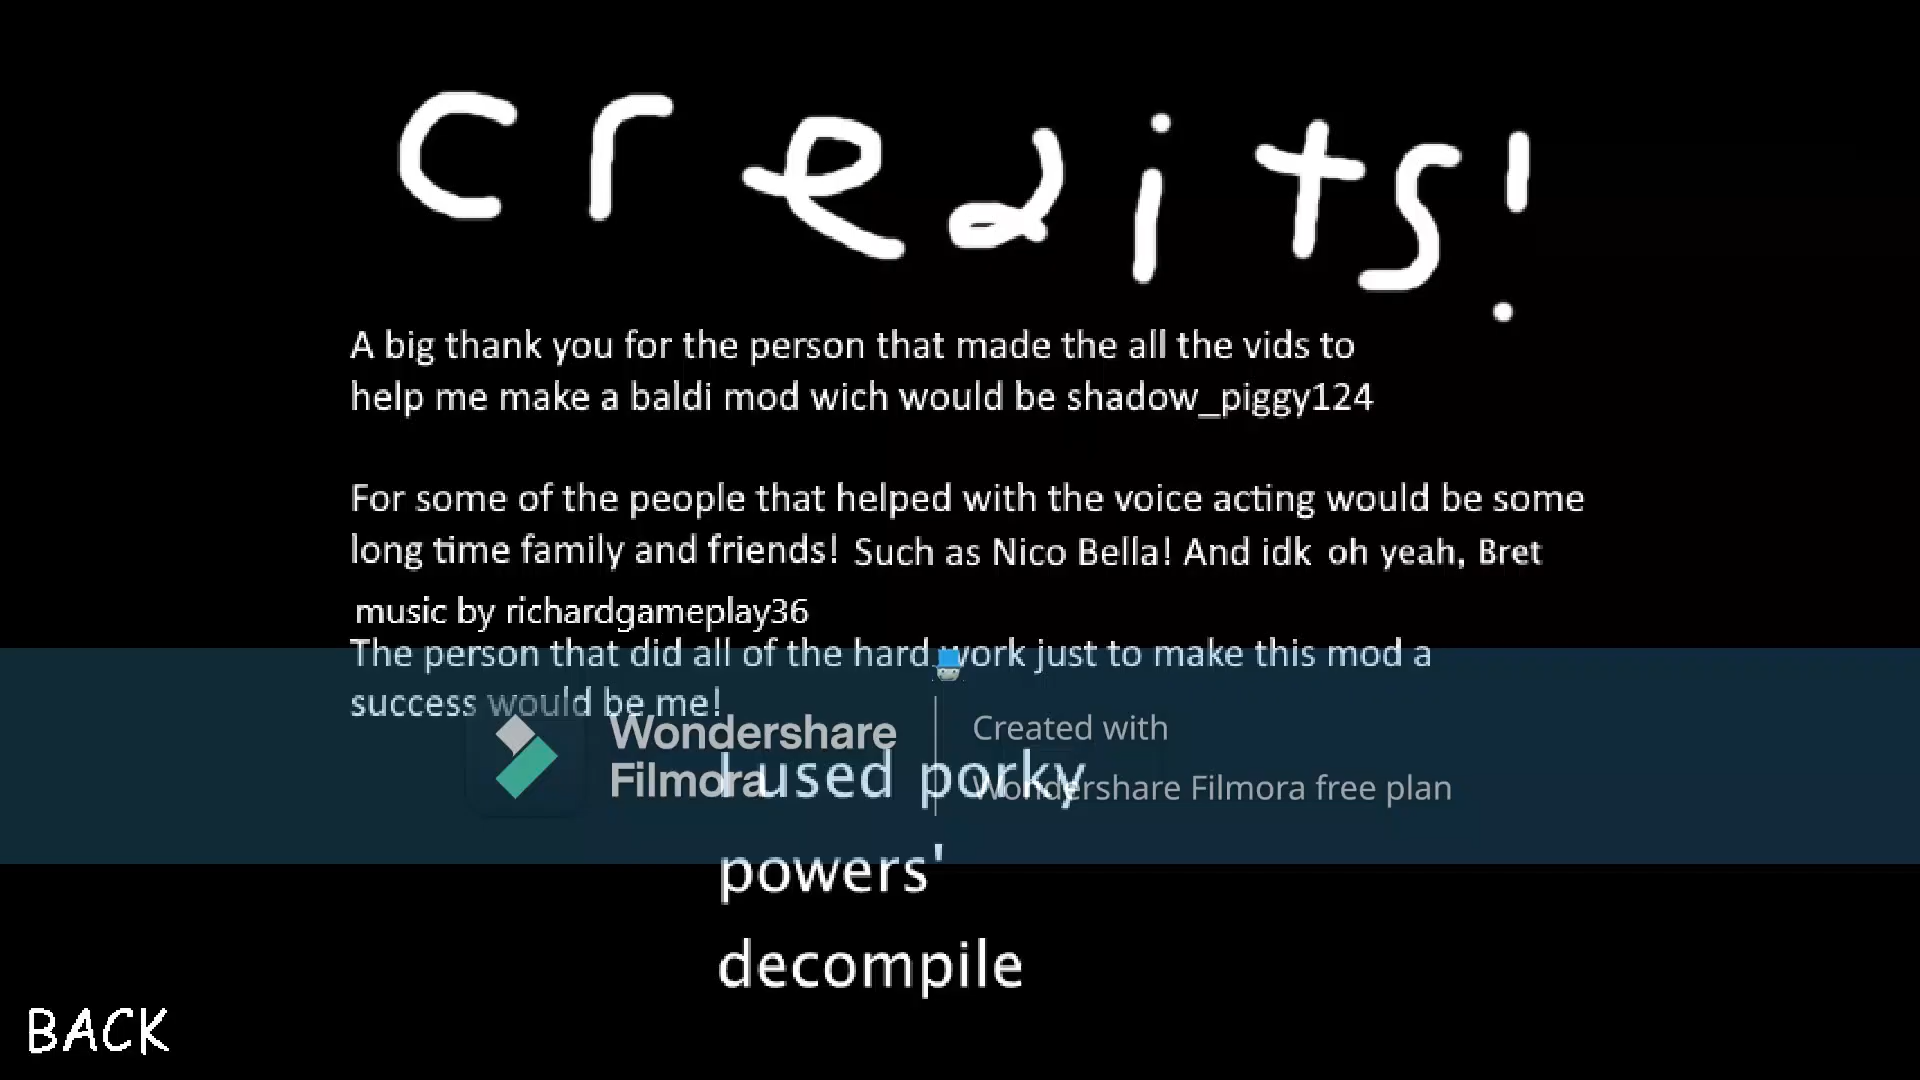 credits!
A big thank you for the person that made the all the vids to
help me make a baldi mod wich would be shadow_piggy124
For some of the people that helped with the voice acting would be some
long time family and friends! Such as Nico Bella! And idk oh yeah, Bret
music by richardgameplay36
The person that did all of the hard work just to make this mod a
success would be me!
Wondershare
Filmora
Created with
Wondershare Filmora free plan
I used porky
powers'
decompile
BACK